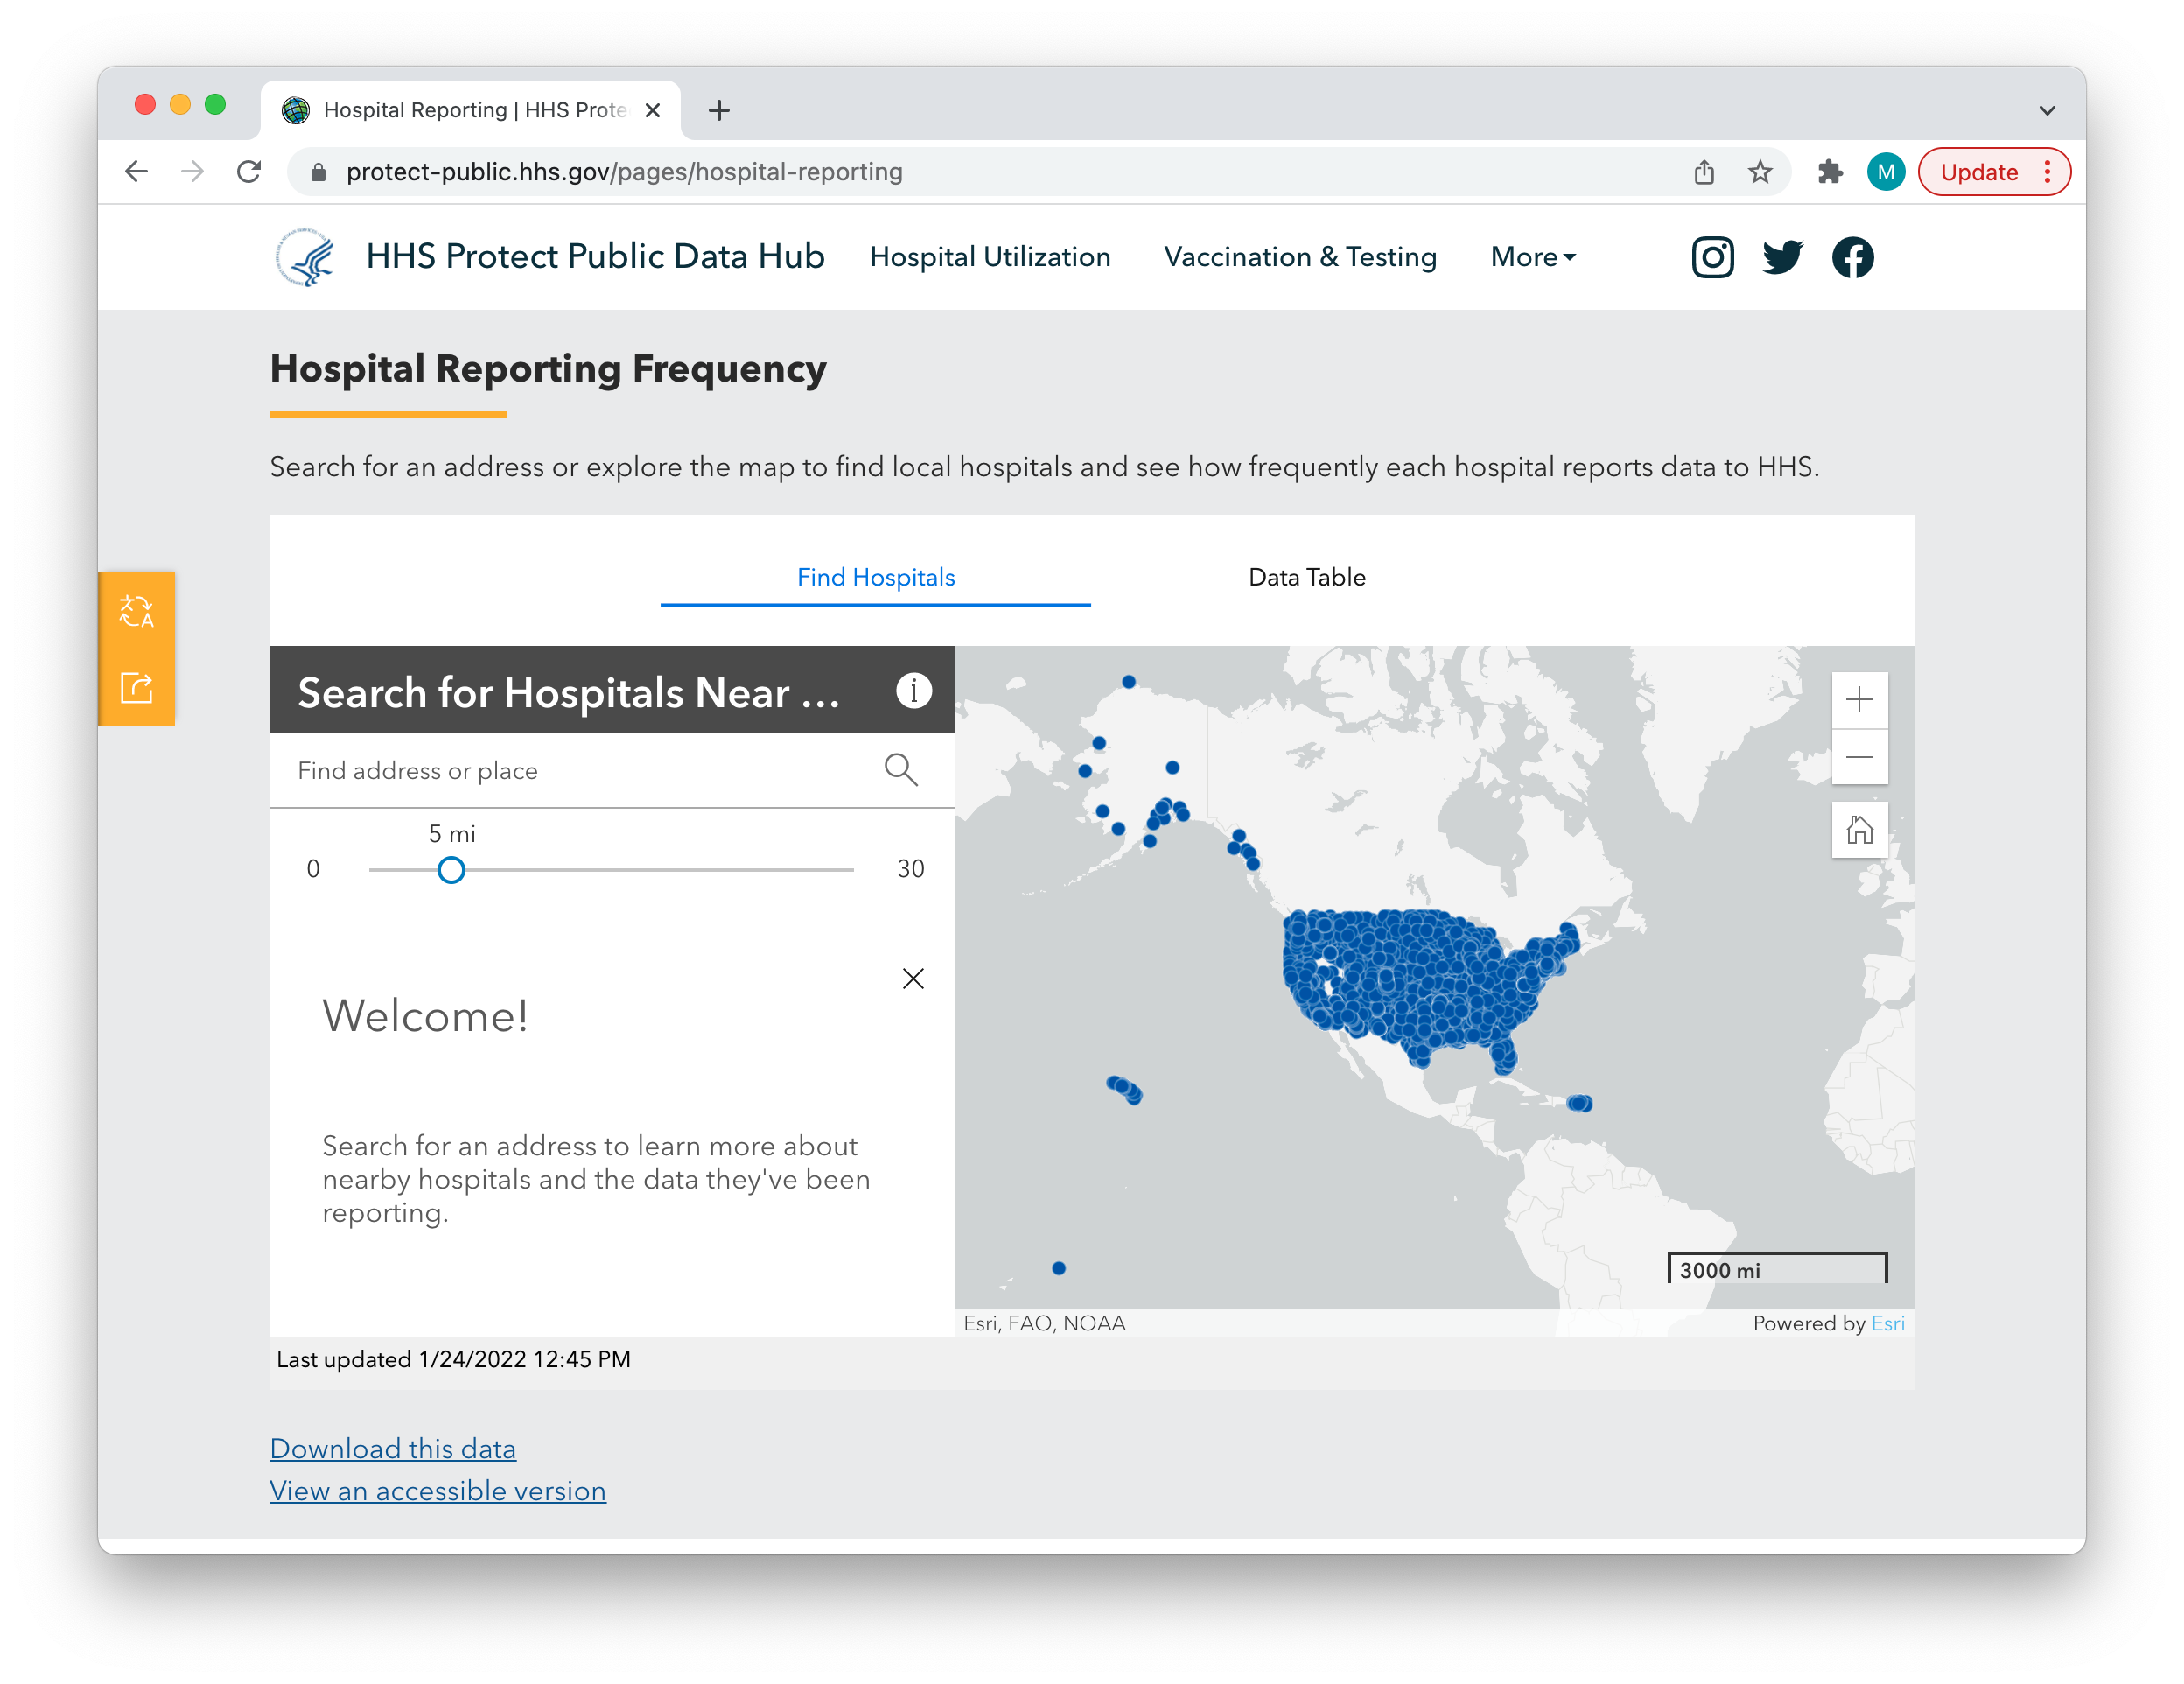 Hospital Reporting | HHS Prote
protect-public.hhs.gov/pages/hospital-reporting
M
Update
HHS Protect Public Data Hub
Hospital Utilization
Vaccination & Testing
More
Hospital Reporting Frequency
Search for an address or explore the map to find local hospitals and see how frequently each hospital reports data to HHS.
Find Hospitals
Data Table
Search for Hospitals Near ...
Find address or place
5 mi
0
30
Welcome!
Search for an address to learn more about
nearby hospitals and the data they've been
reporting.
3000 mi
Esri, FAO, NOAA
Powered by Esri
Last updated 1/24/2022 12:45 PM
Download this data
View an accessible version